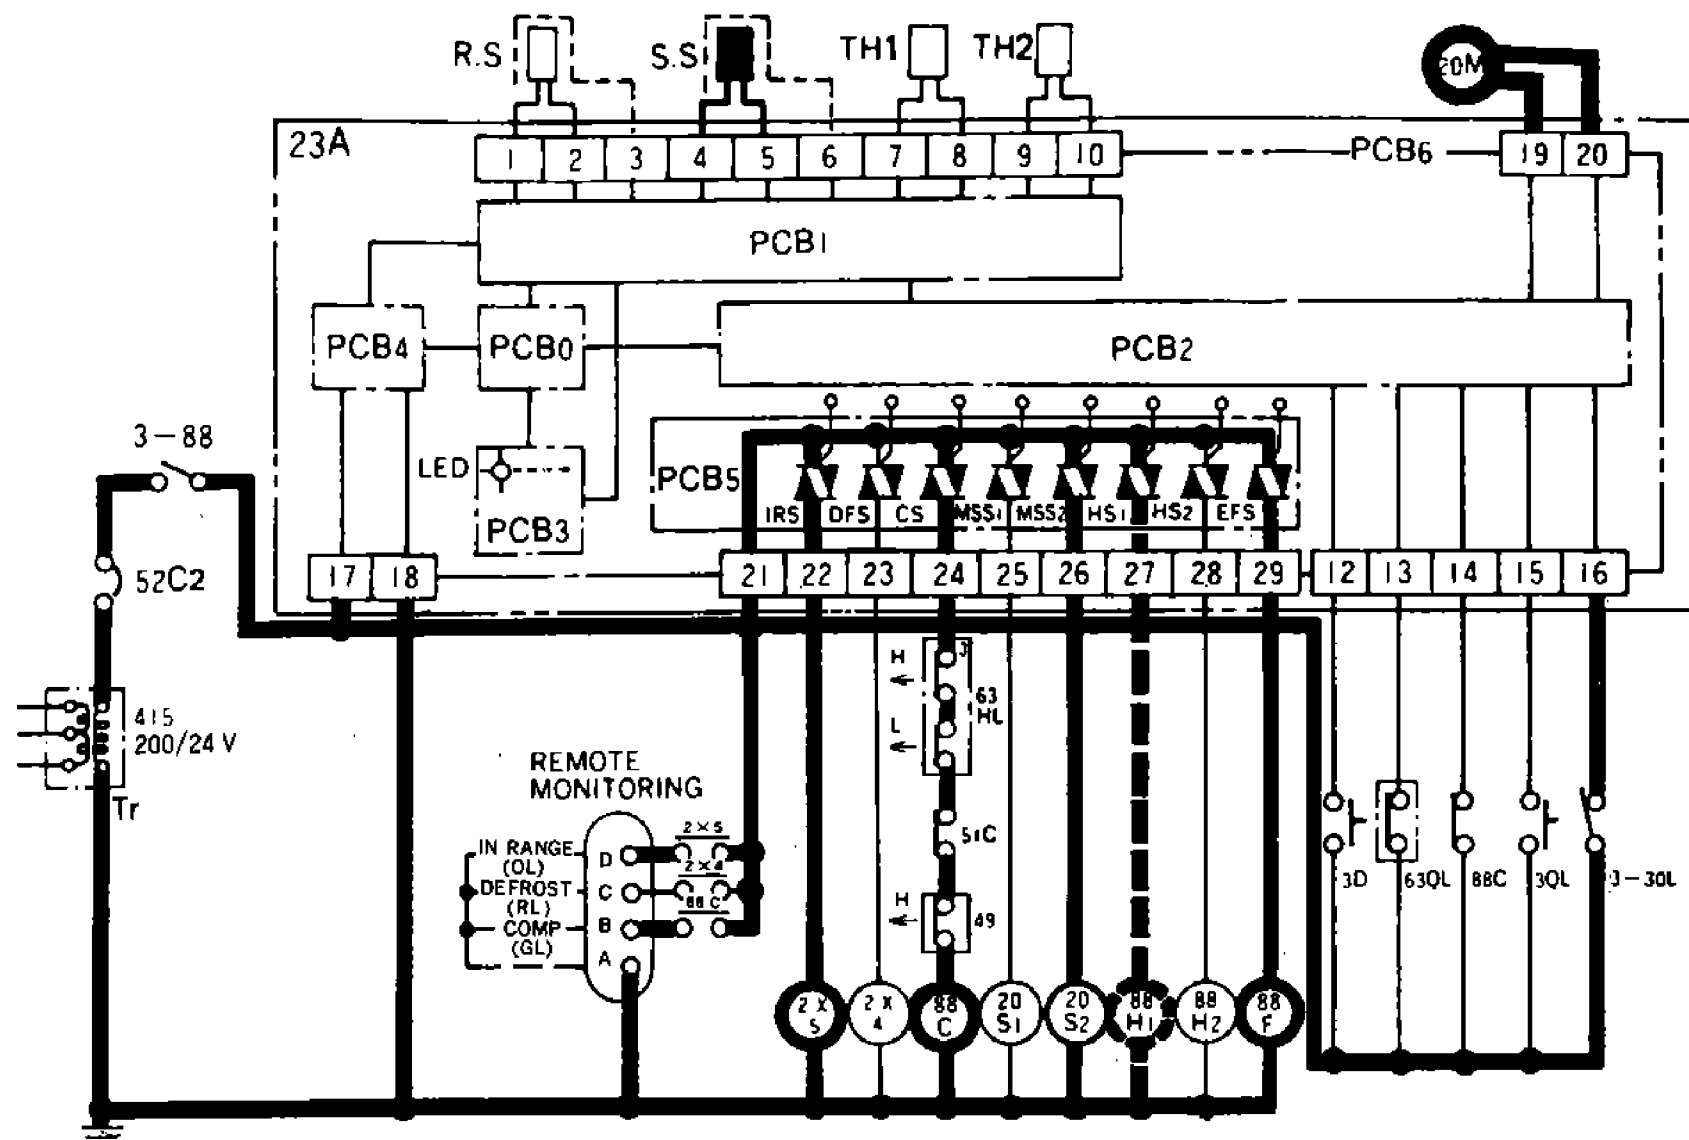 R.S
S.S
TH1
TH2
20M
23A
1 2 3 4 5 6 7 8 9 10
PCB6
19 20
PCB1
PCB4
PCB0
PCB2
3-88
LED
PCB5
PCB3
IRS DFS CS MSS1 MSS2 HS1 HS2 EFS
52C2
17 18
21 22 23 24 25 26 27 28 29
12 13 14 15 16
H
63
HL
L
415
200/24 V
Tr
REMOTE
MONITORING
2X5
IN RANGE
(OL)
D
2X4
DEFROST
(RL)
C
88C
COMP
(GL)
B
A
51C
H
49
3D
63QL
88C
3QL
3-30L
2X
5
2X
4
88
C
20
S1
20
S2
88
H1
88
H2
88
F